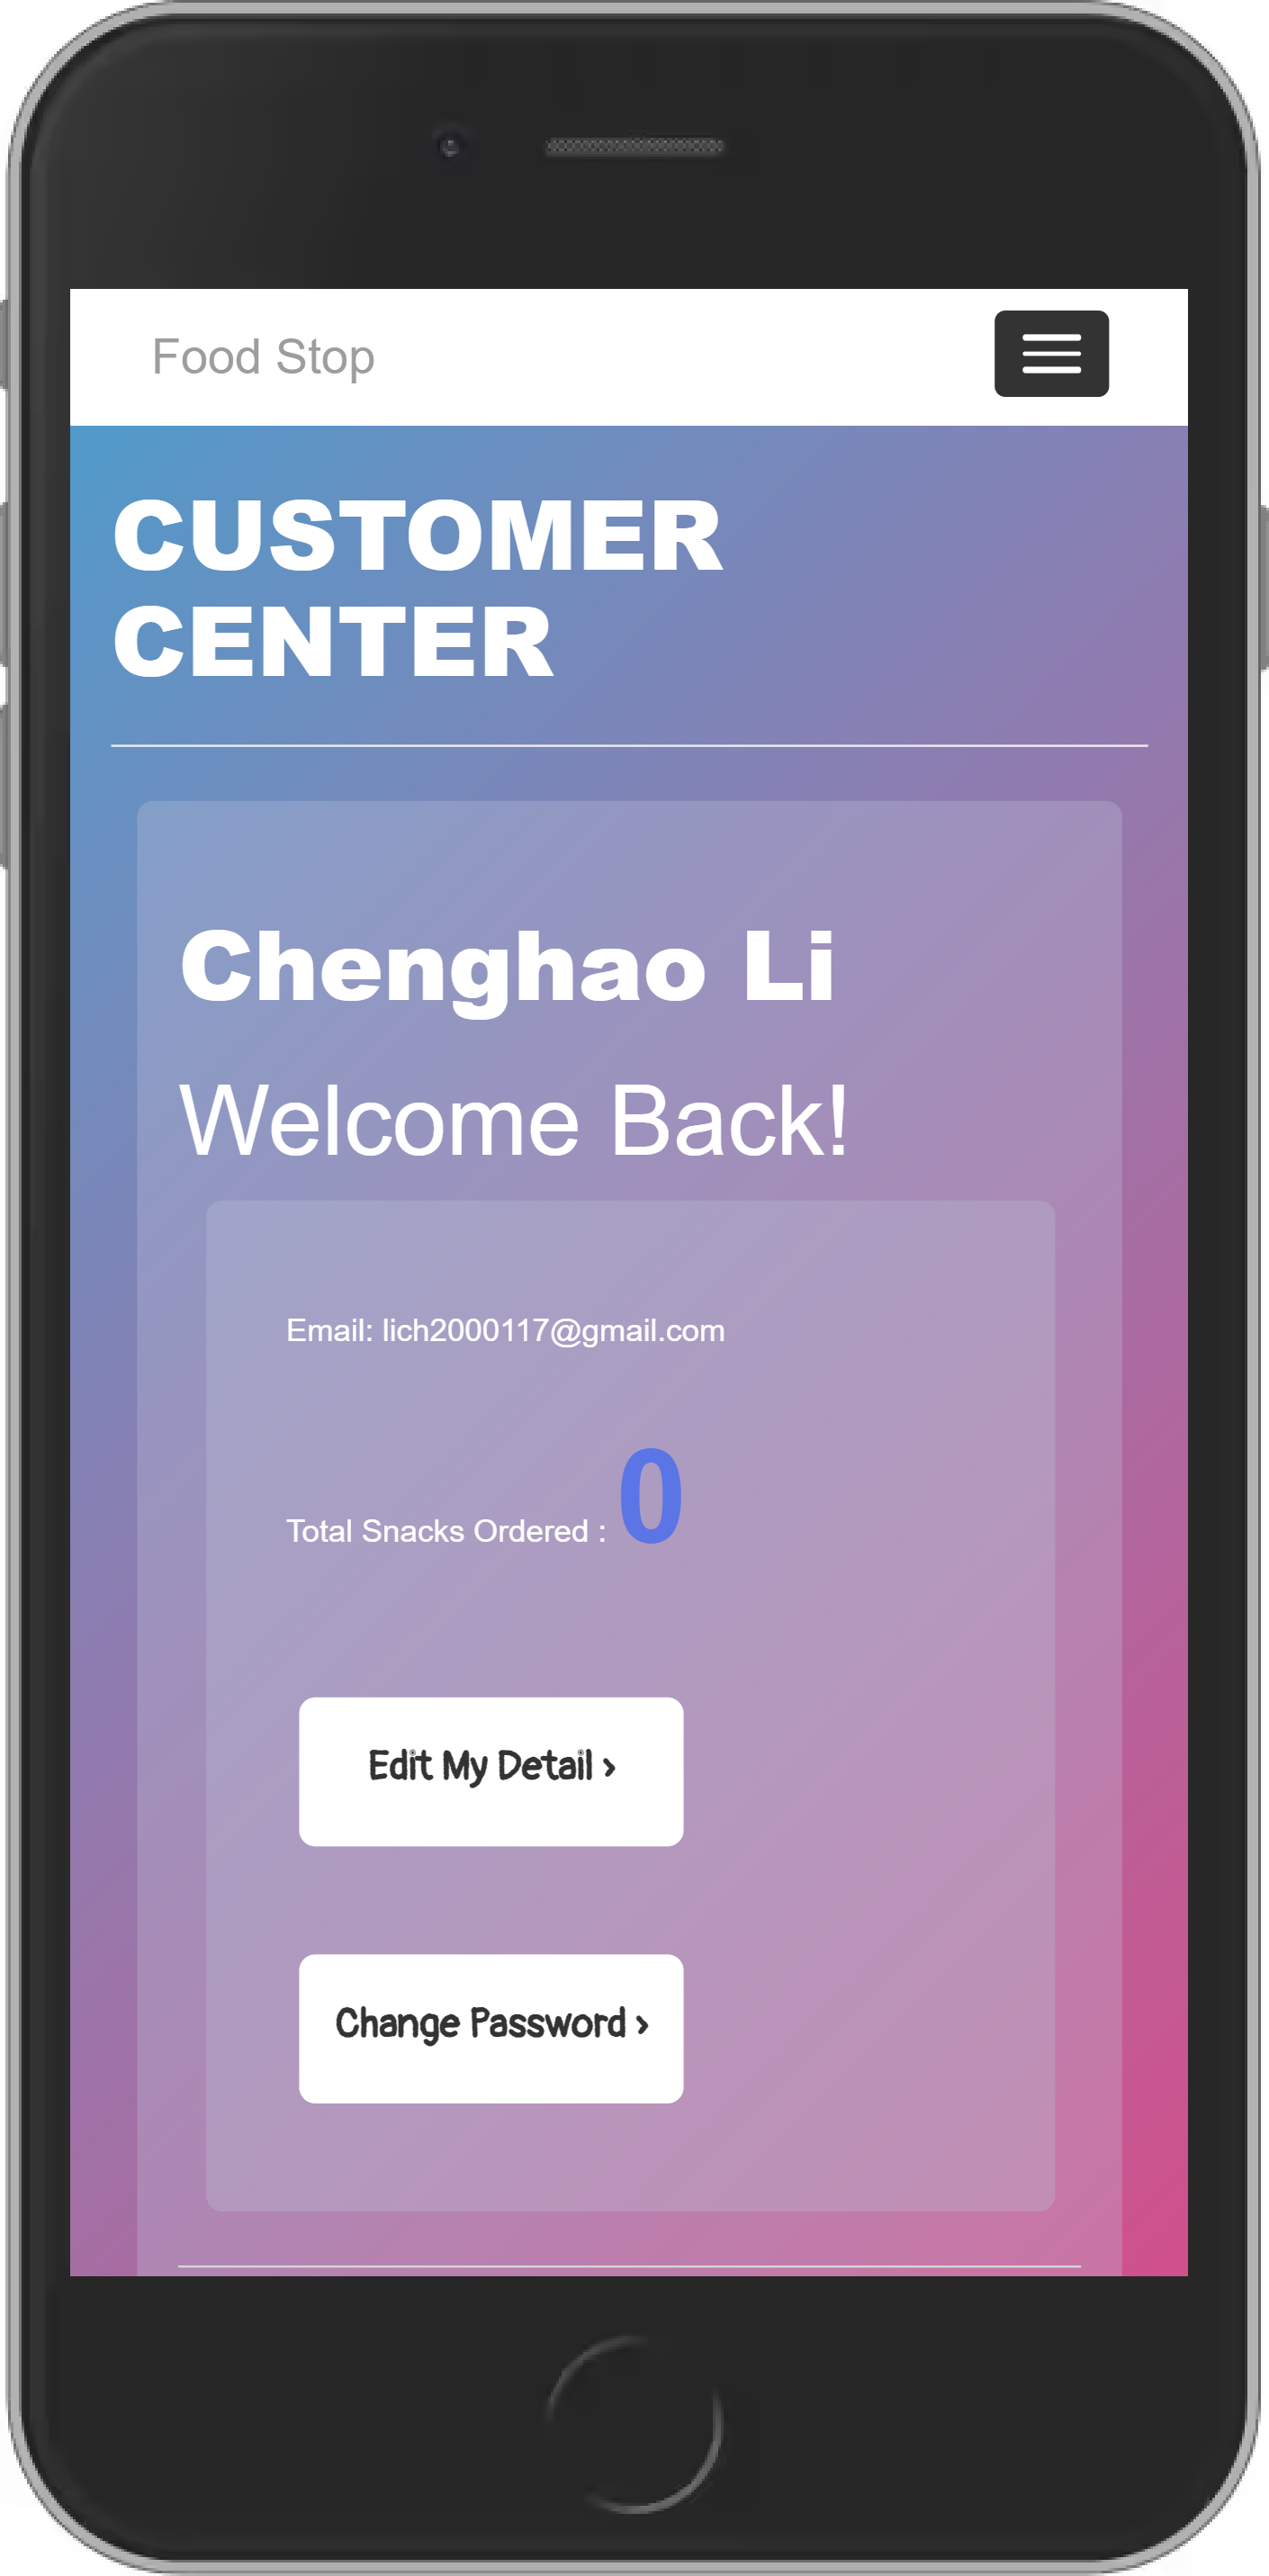 Food Stop
CUSTOMER
CENTER
Chenghao Li
Welcome Back!
Email: lich2000117@gmail.com
Total Snacks Ordered : 0
Edit My Detail ›
Change Password ›